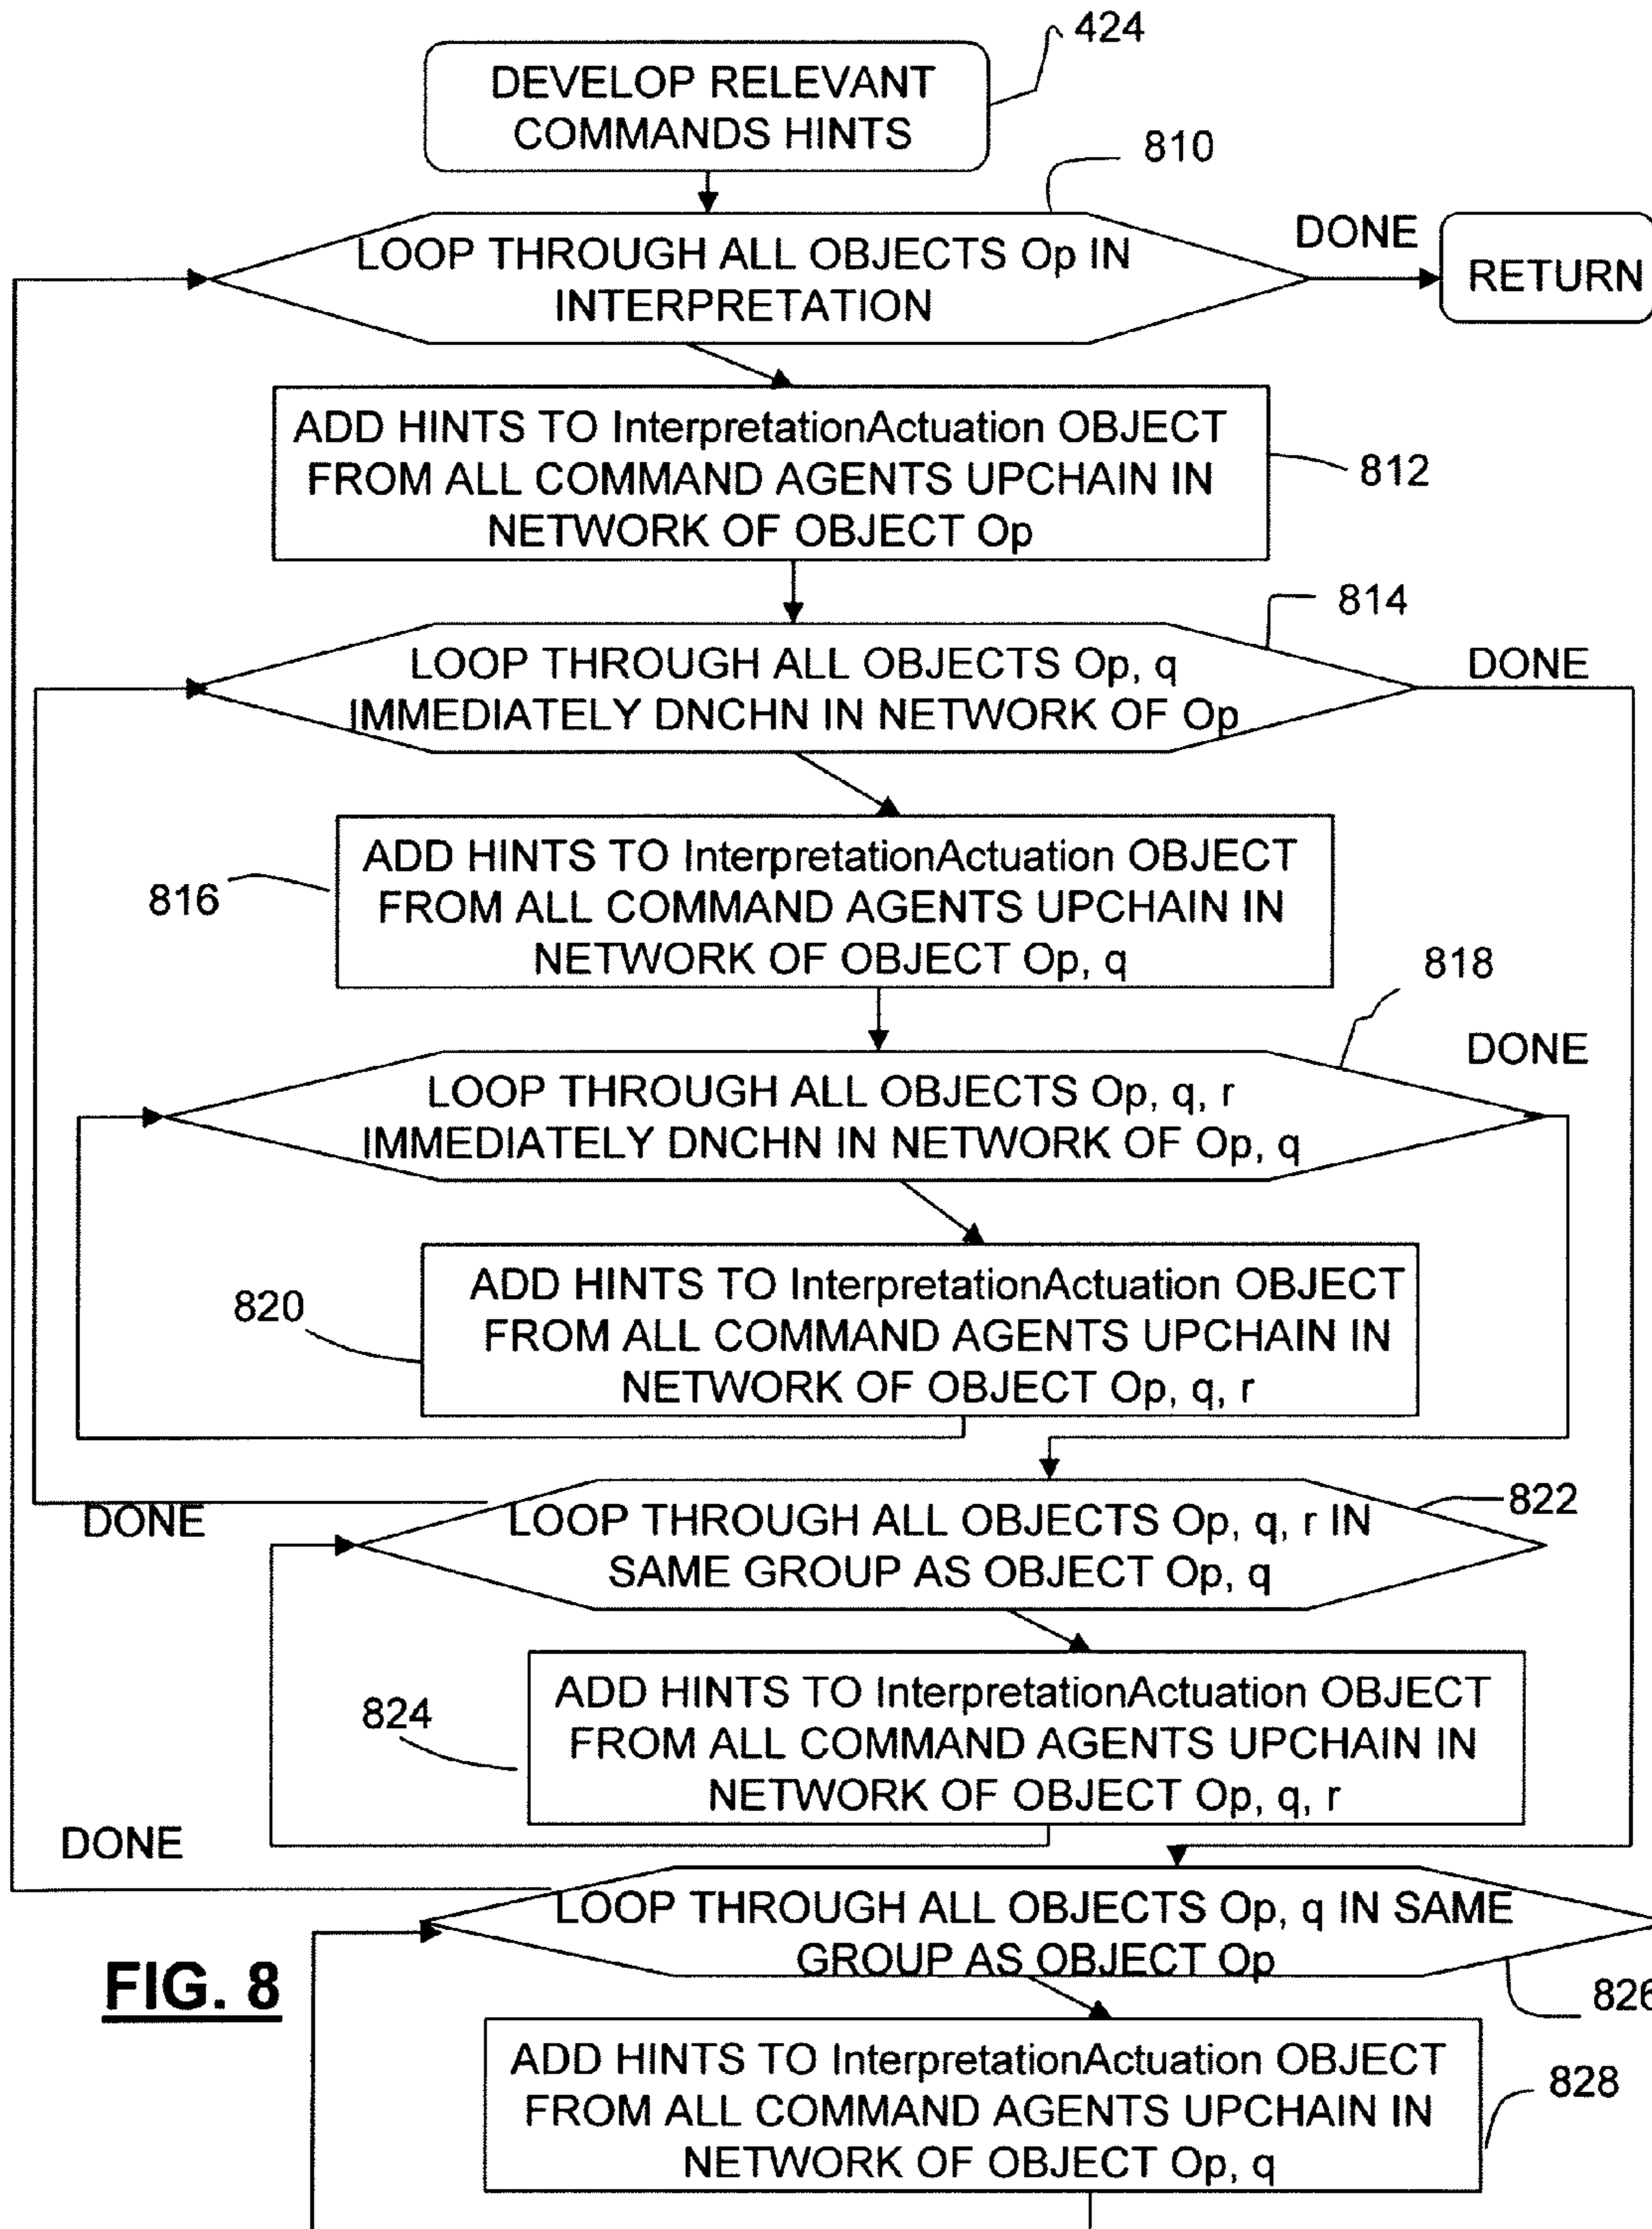 424
DEVELOP RELEVANT
COMMANDS HINTS
810
LOOP THROUGH ALL OBJECTS Op IN
INTERPRETATION
DONE
RETURN
ADD HINTS TO InterpretationActuation OBJECT
FROM ALL COMMAND AGENTS UPCHAIN IN
NETWORK OF OBJECT Op
812
814
LOOP THROUGH ALL OBJECTS Op, q
IMMEDIATELY DNCHN IN NETWORK OF Op
DONE
ADD HINTS TO InterpretationActuation OBJECT
FROM ALL COMMAND AGENTS UPCHAIN IN
NETWORK OF OBJECT Op, q
816
818
DONE
LOOP THROUGH ALL OBJECTS Op, q, r
IMMEDIATELY DNCHN IN NETWORK OF Op, q
ADD HINTS TO InterpretationActuation OBJECT
FROM ALL COMMAND AGENTS UPCHAIN IN
NETWORK OF OBJECT Op, q, r
820
822
DONE
LOOP THROUGH ALL OBJECTS Op, q, r IN
SAME GROUP AS OBJECT Op, q
ADD HINTS TO InterpretationActuation OBJECT
FROM ALL COMMAND AGENTS UPCHAIN IN
NETWORK OF OBJECT Op, q, r
824
DONE
LOOP THROUGH ALL OBJECTS Op, q IN SAME
GROUP AS OBJECT Op
826
FIG. 8
ADD HINTS TO InterpretationActuation OBJECT
FROM ALL COMMAND AGENTS UPCHAIN IN
NETWORK OF OBJECT Op, q
828